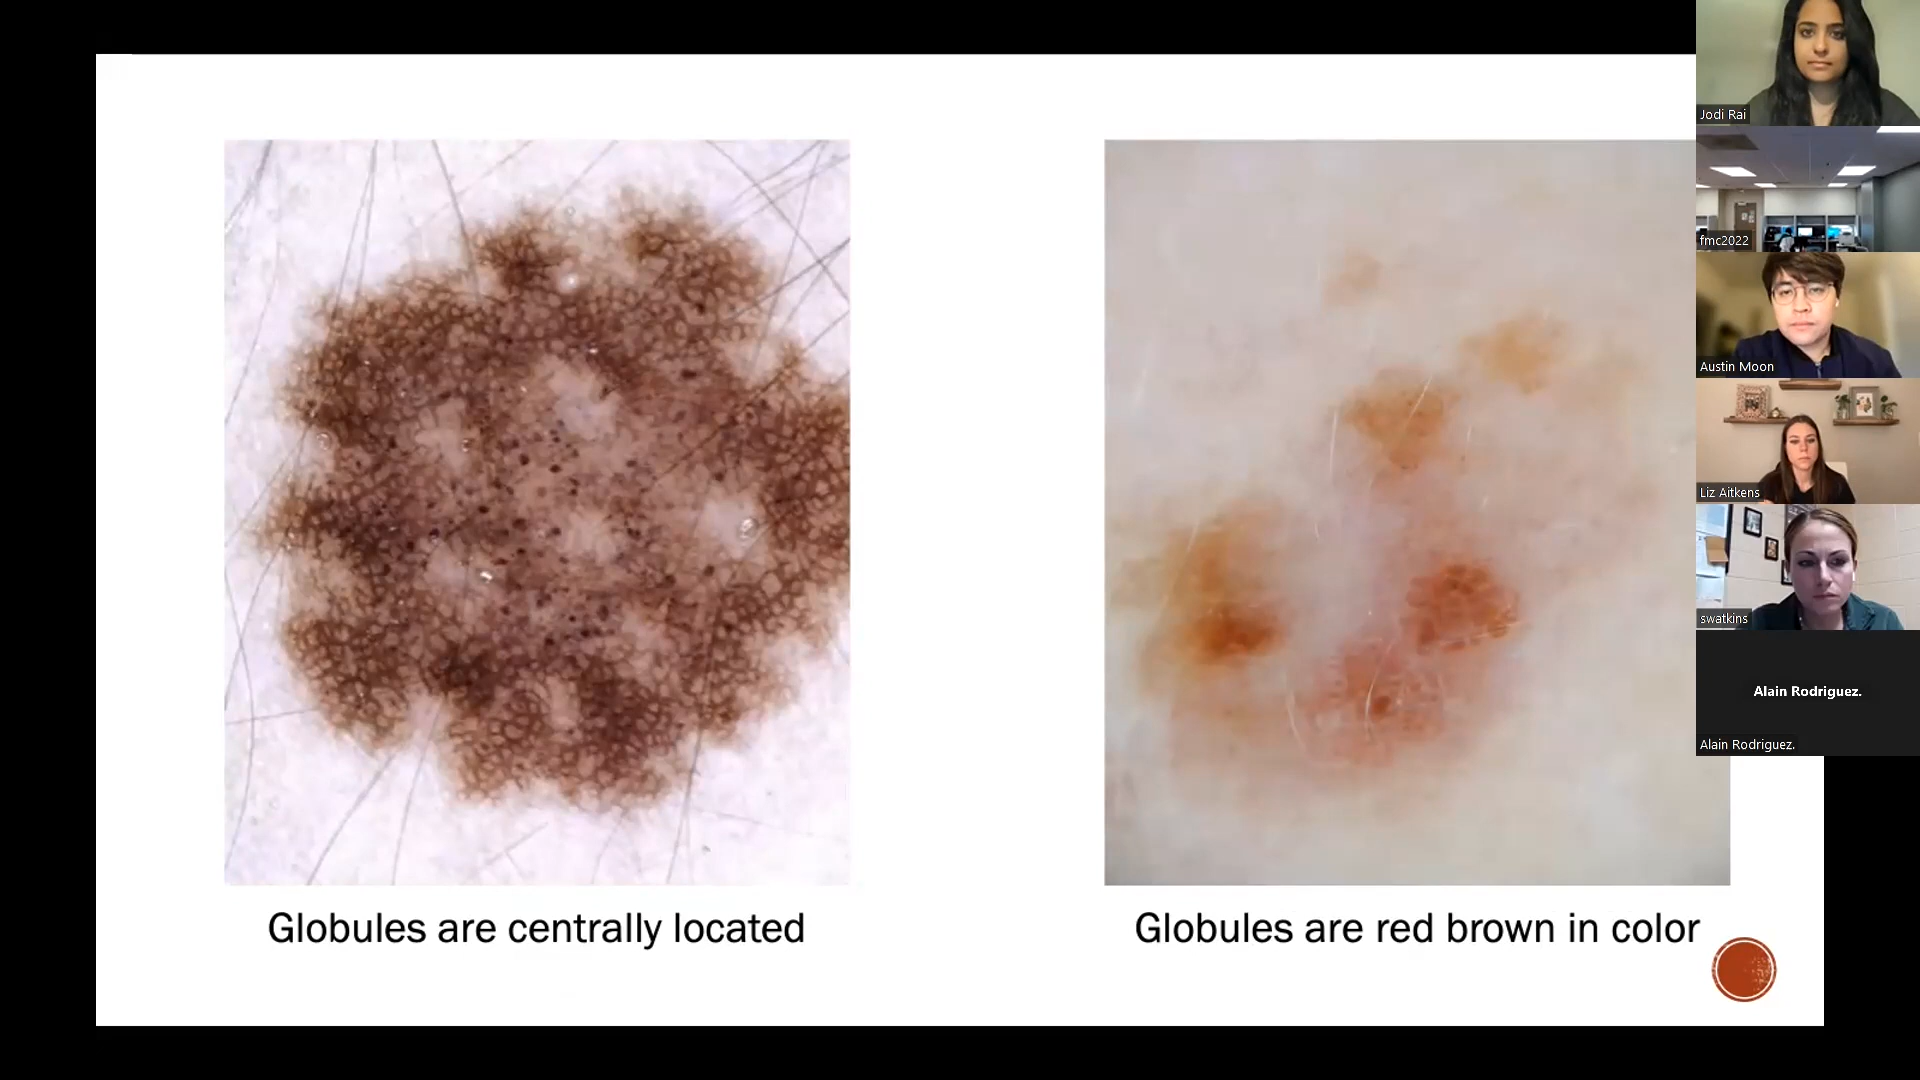 Globules are centrally located
Globules are red brown in color
Jodi Rai
fmc2022
Austin Moon
Liz Aitkens
swatkins
Alain Rodriguez.
Alain Rodriguez.